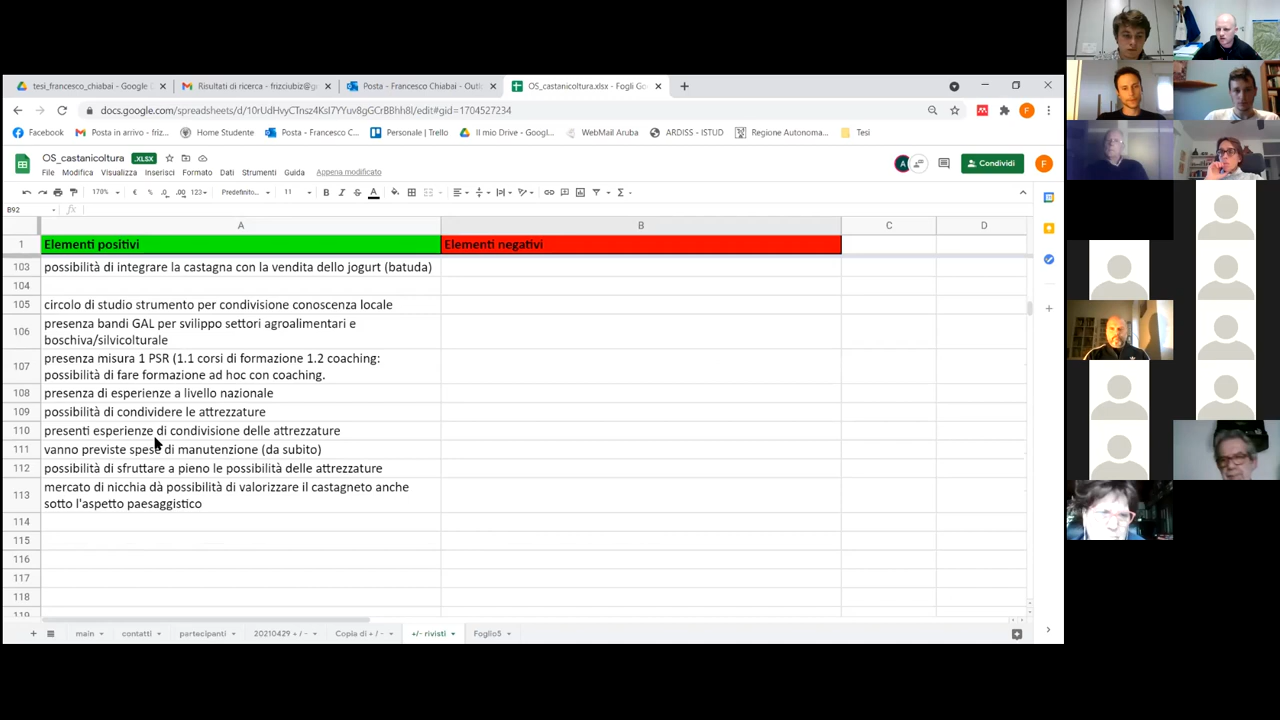 tesi_francesco_chiabai - Google C
Risultati di ricerca - frizciubiz@g
Posta - Francesco Chiabai - Outl
OS_castanicoltura.xlsx - Fogli Go
docs.google.com/spreadsheets/d/10rUdHvyCTnsz4KsI7YYuv8gGCrBBhh8l/edit#gid=1704527234
Facebook
Posta in arrivo - friz...
Home Studente
Posta - Francesco C...
Personale | Trello
Il mio Drive - Googl...
WebMail Aruba
ARDISS - ISTUD
Regione Autonoma...
Tesi
OS_castanicoltura .XLSX
File Modifica Visualizza Inserisci Formato Dati Strumenti Guida Appena modificato
A
Condividi
F
170% € % .0 .00 123 Predefinito... 11 B I S A
B92 fx
A B C D
1 Elementi positivi Elementi negativi
103 possibilità di integrare la castagna con la vendita dello jogurt (batuda)
104
105 circolo di studio strumento per condivisione conoscenza locale
106 presenza bandi GAL per sviluppo settori agroalimentari e
boschiva/silvicolturale
107 presenza misura 1 PSR (1.1 corsi di formazione 1.2 coaching:
possibilità di fare formazione ad hoc con coaching.
108 presenza di esperienze a livello nazionale
109 possibilità di condividere le attrezzature
110 presenti esperienze di condivisione delle attrezzature
111 vanno previste spese di manutenzione (da subito)
112 possibilità di sfruttare a pieno le possibilità delle attrezzature
113 mercato di nicchia dà possibilità di valorizzare il castagneto anche
sotto l'aspetto paesaggistico
114
115
116
117
118
119
main contatti partecipanti 20210429 + / - Copia di + / - +/- rivisti Foglio5